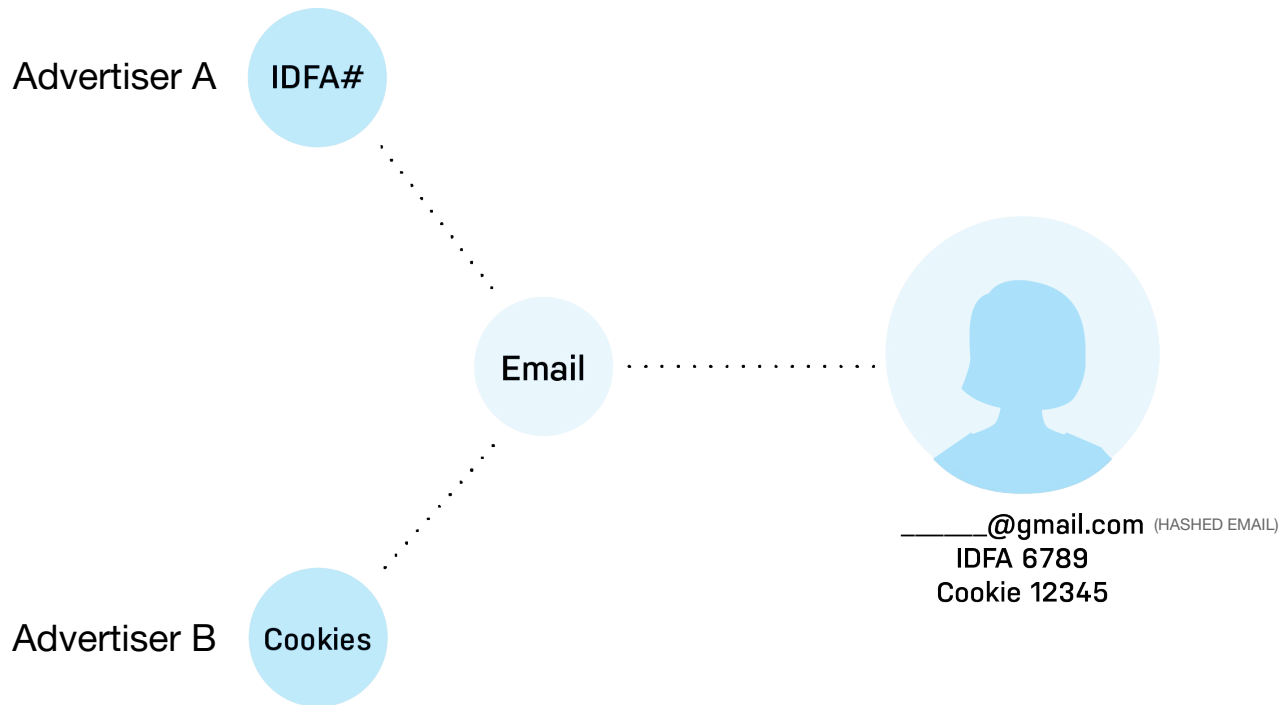 Advertiser A
IDFA#
Email
______@gmail.com (HASHED EMAIL)
IDFA 6789
Cookie 12345
Advertiser B
Cookies